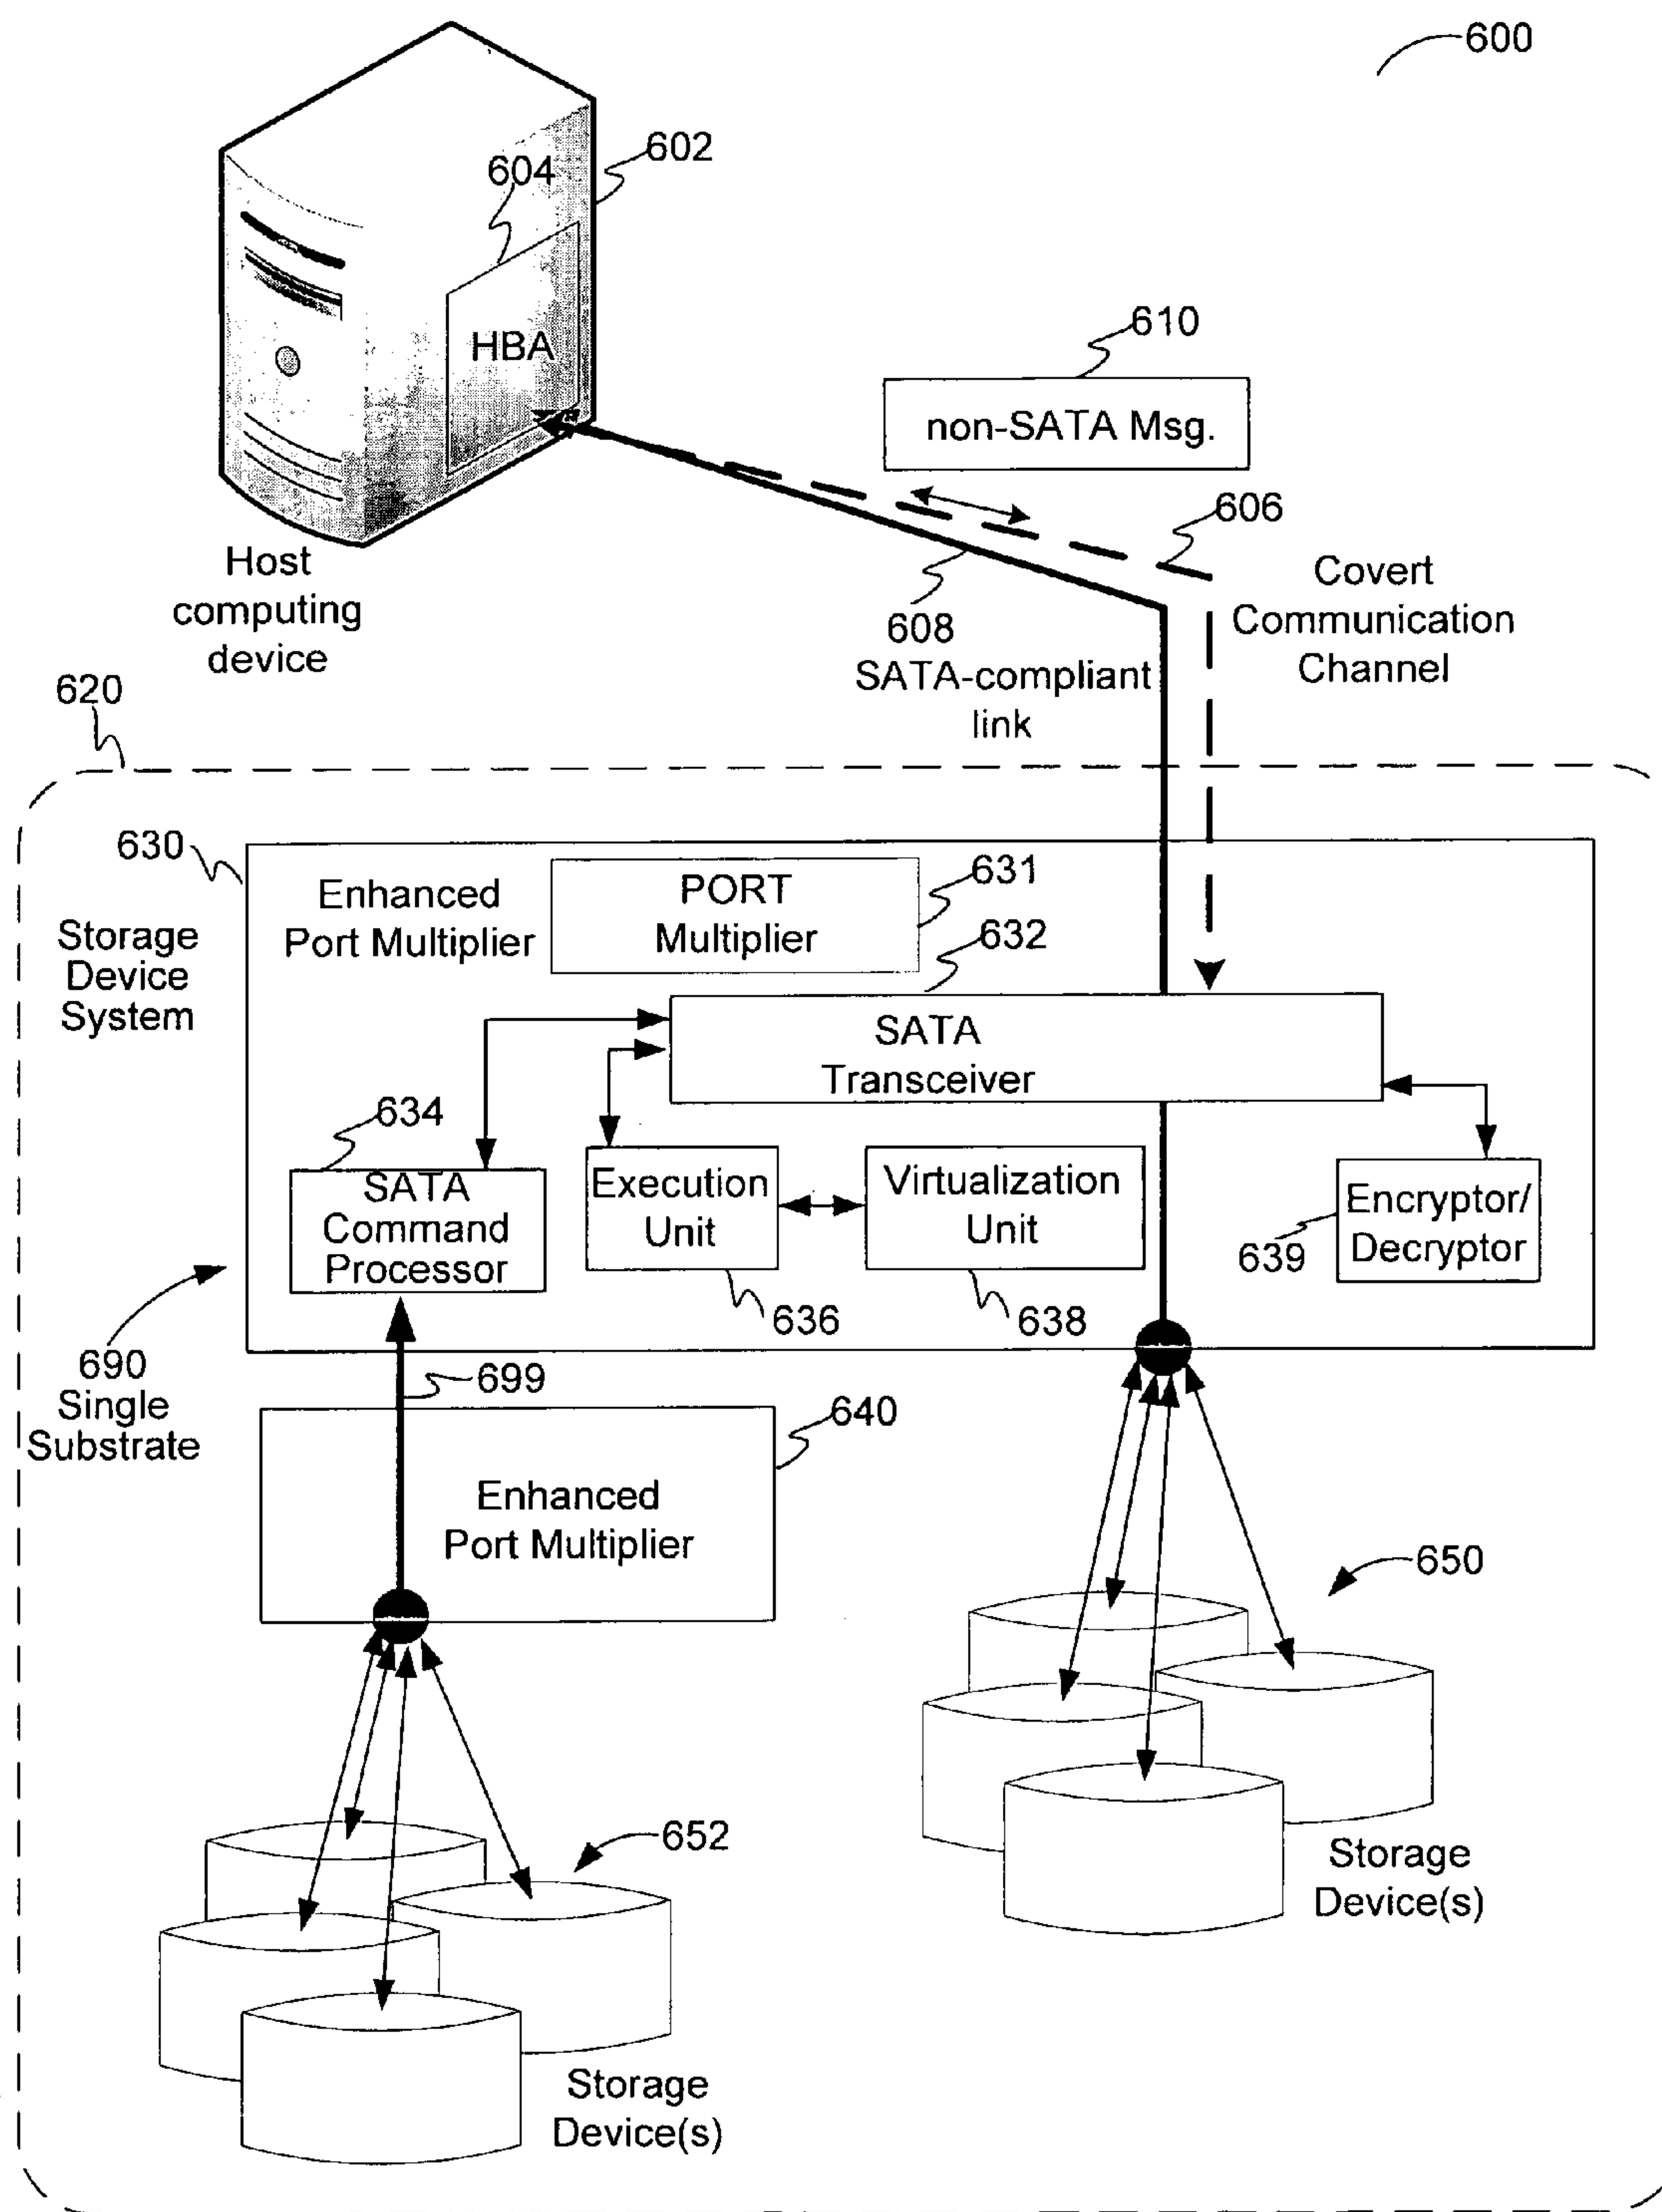 600
602
604
HBA
610
non-SATA Msg.
606
Host
computing
device
608
SATA-compliant
link
Covert
Communication
Channel
620
630
Storage
Device
System
Enhanced
Port Multiplier
PORT
Multiplier
631
632
SATA
Transceiver
634
SATA
Command
Processor
Execution
Unit
636
Virtualization
Unit
638
Encryptor/
Decryptor
639
690
Single
Substrate
699
640
Enhanced
Port Multiplier
650
Storage
Device(s)
652
Storage
Device(s)